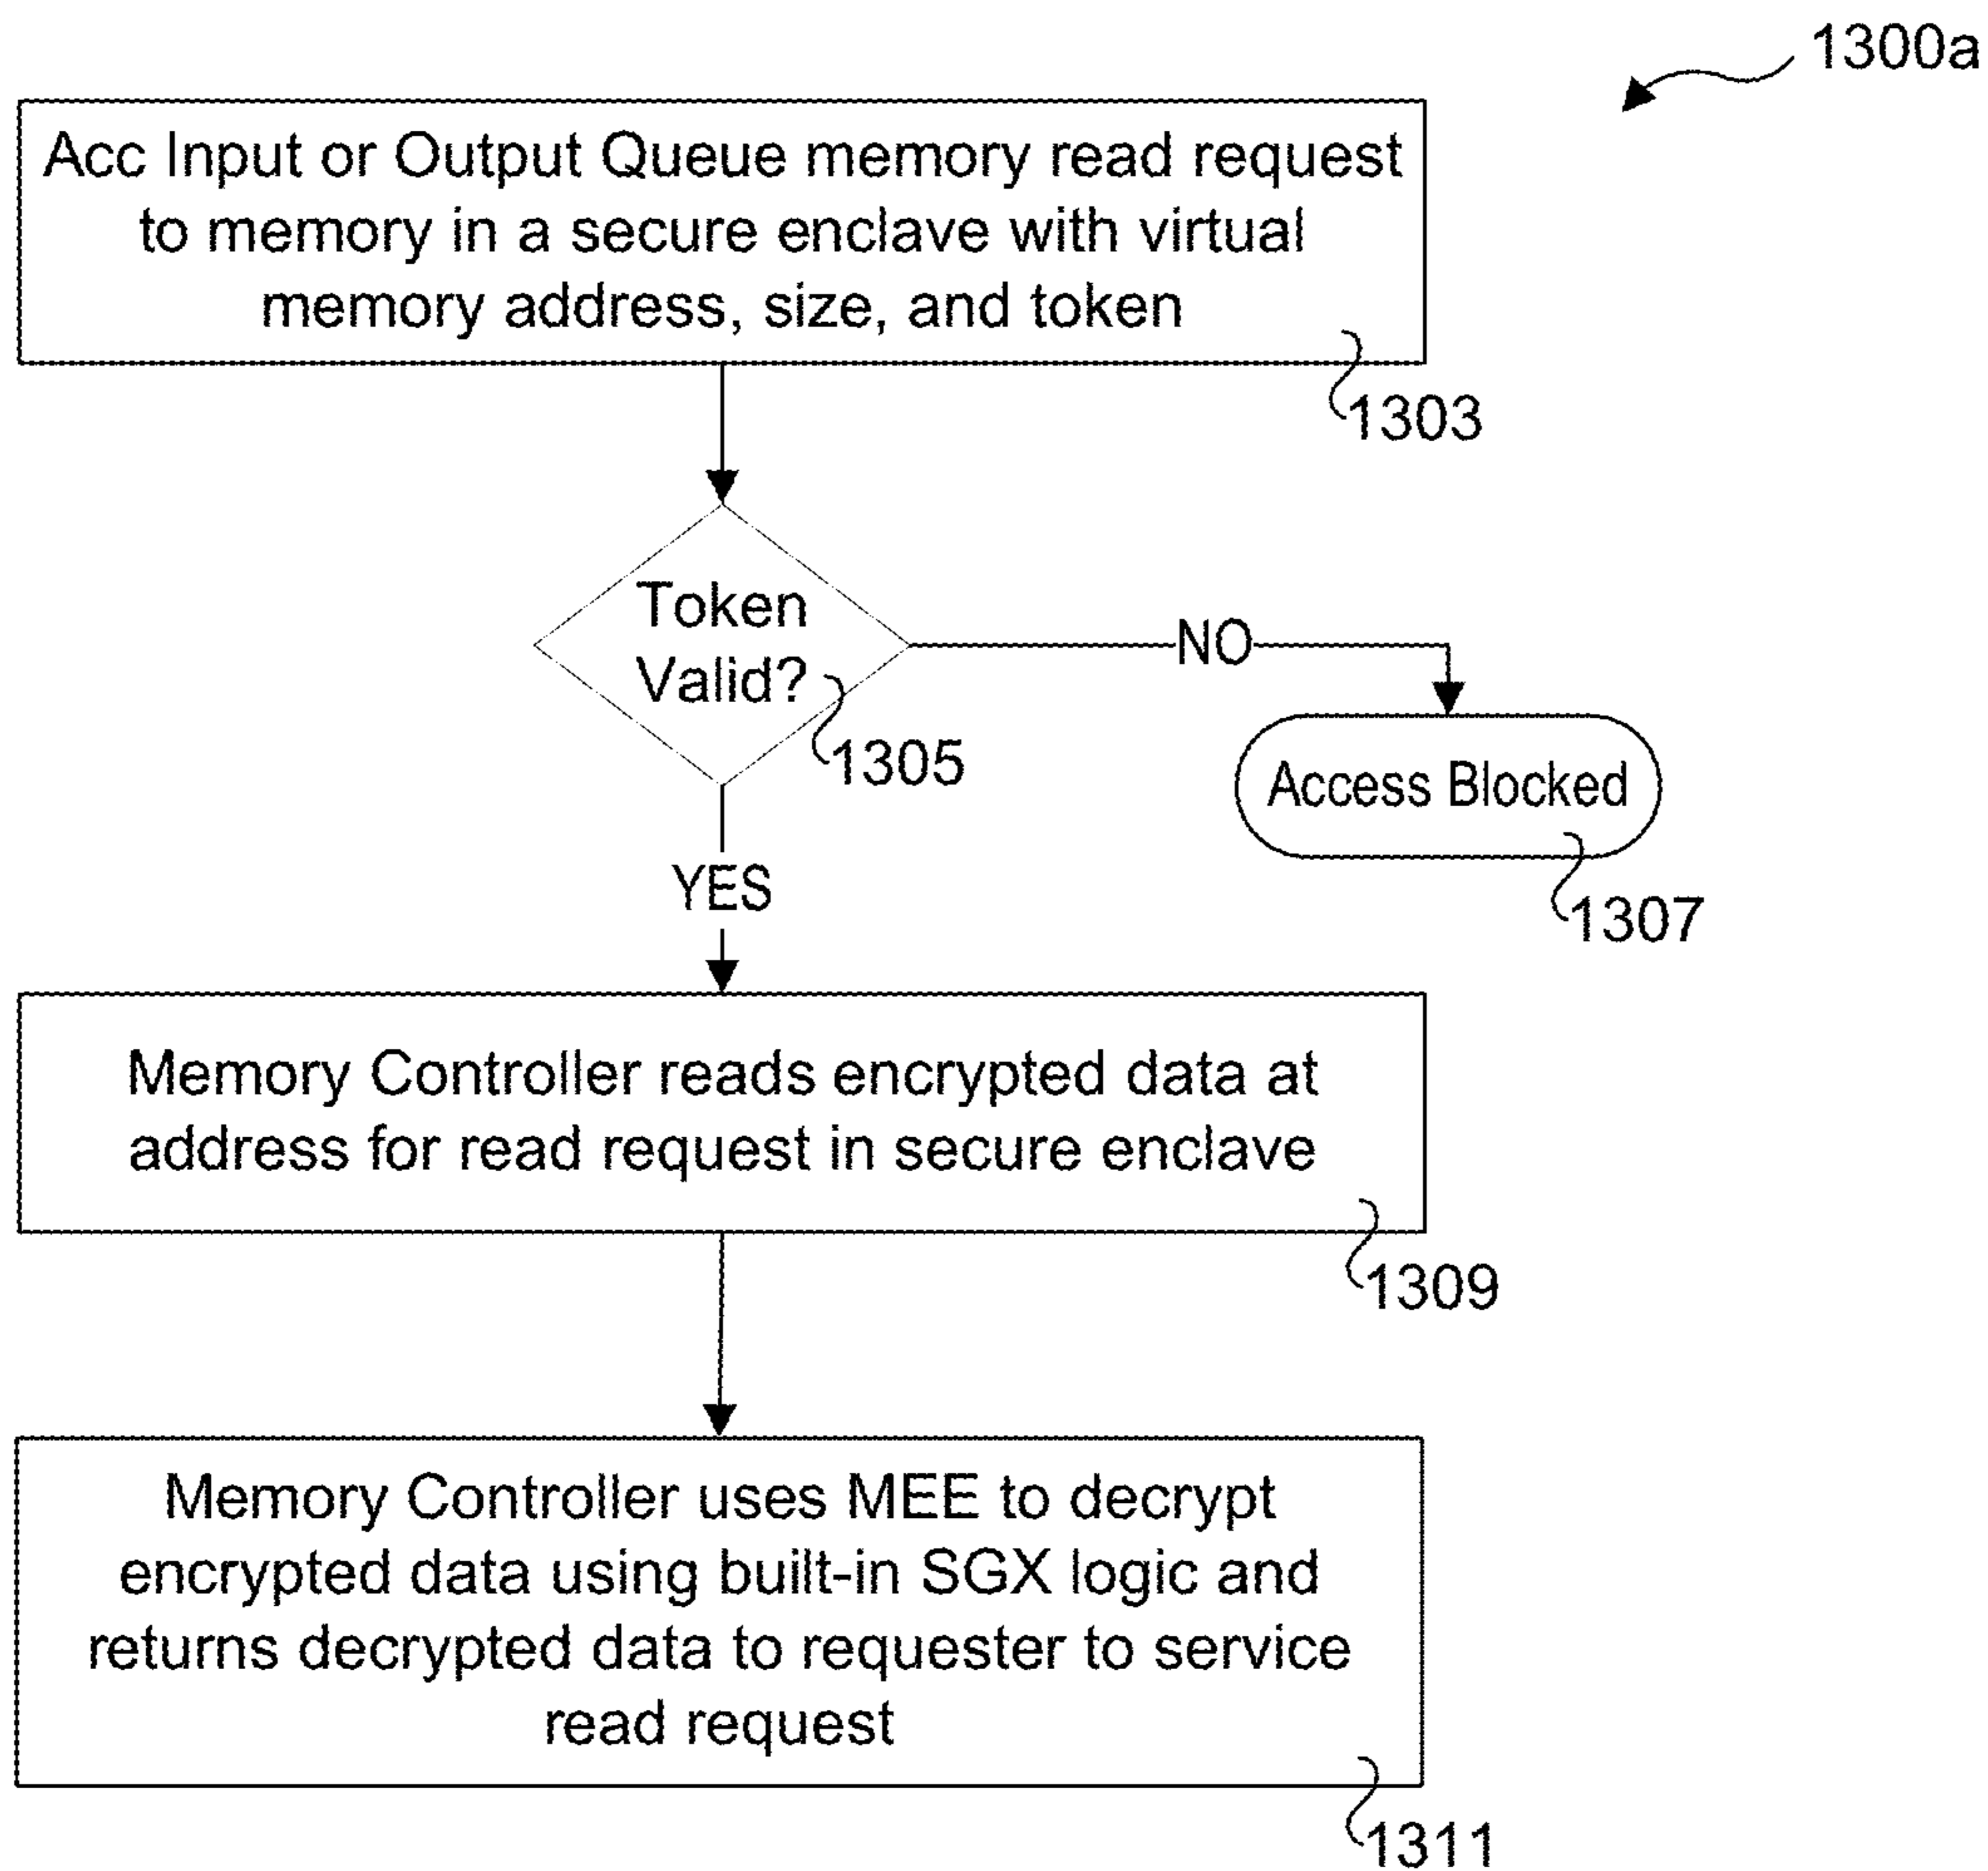 1300a
Acc Input or Output Queue memory read request
to memory in a secure enclave with virtual
memory address, size, and token
1303
Token
Valid?
1305
NO
Access Blocked
1307
YES
Memory Controller reads encrypted data at
address for read request in secure enclave
1309
Memory Controller uses MEE to decrypt
encrypted data using built-in SGX logic and
returns decrypted data to requester to service
read request
1311